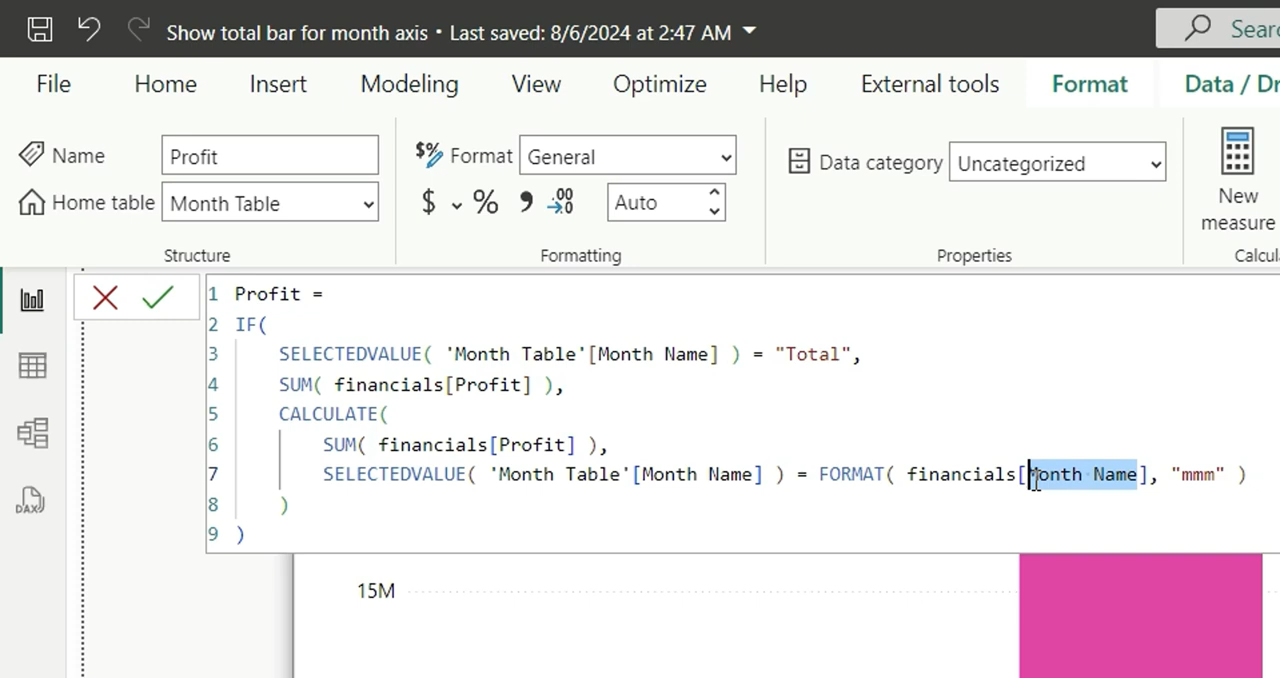 Show total bar for month axis • Last saved: 8/6/2024 at 2:47 AM
File Home Insert Modeling View Optimize Help External tools Format
Name Profit $% Format General Data category Uncategorized New measure
Home table Month Table $ % .00 Auto
Structure Formatting Properties
1 Profit =
2 IF(
3 SELECTEDVALUE( 'Month Table'[Month Name] ) = "Total",
4 SUM( financials[Profit] ),
5 CALCULATE(
6 SUM( financials[Profit] ),
7 SELECTEDVALUE( 'Month Table'[Month Name] ) = FORMAT( financials[Month Name], "mmm" )
8 )
9 )
DAX
15M